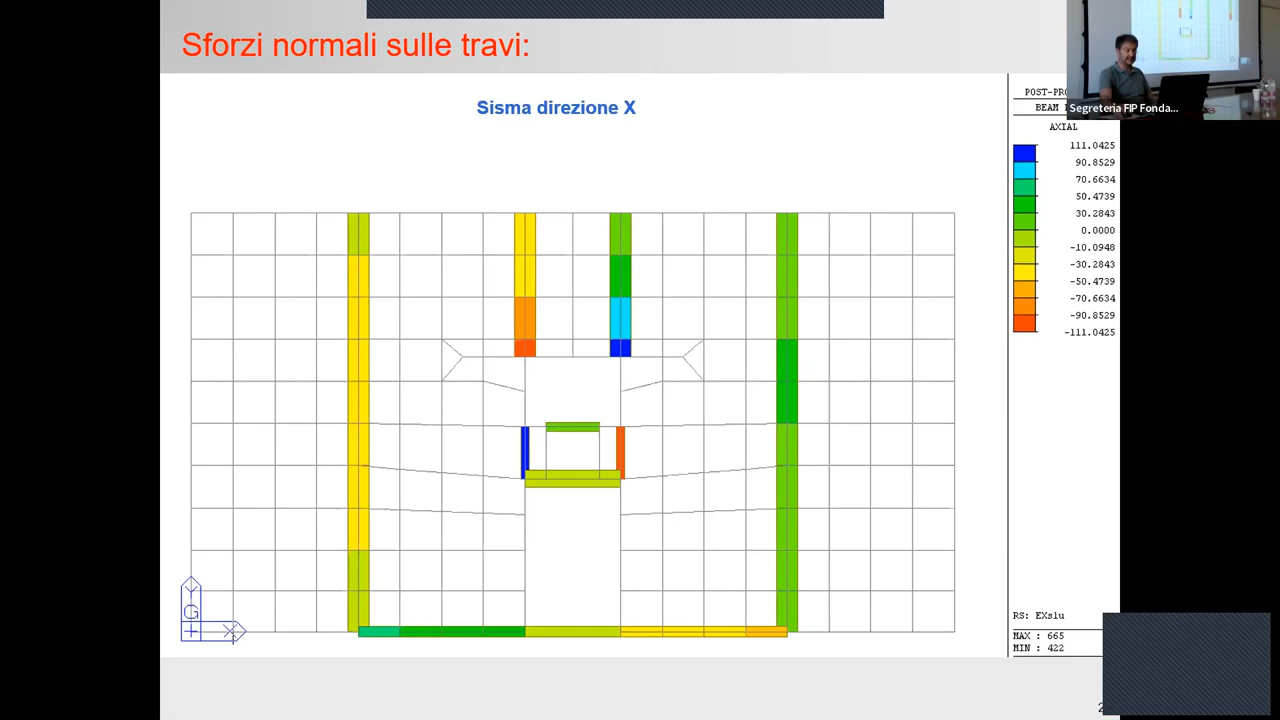 Sforzi normali sulle travi:
Sisma direzione X
POST-PRO
BEAM
Segreteria FIP Fonda...
AXIAL
111.0425
90.8529
70.6634
50.4739
30.2843
0.0000
-10.0948
-30.2843
-50.4739
-70.6634
-90.8529
-111.0425
Y
G
X
RS: EXslu
MAX : 665
MIN : 422
2